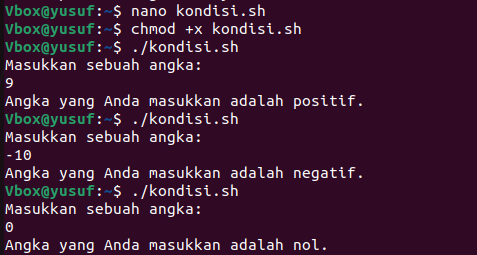 Vbox@yusuf:~$ nano kondisi.sh
Vbox@yusuf:~$ chmod +x kondisi.sh
Vbox@yusuf:~$ ./kondisi.sh
Masukkan sebuah angka:
9
Angka yang Anda masukkan adalah positif.
Vbox@yusuf:~$ ./kondisi.sh
Masukkan sebuah angka:
-10
Angka yang Anda masukkan adalah negatif.
Vbox@yusuf:~$ ./kondisi.sh
Masukkan sebuah angka:
0
Angka yang Anda masukkan adalah nol.